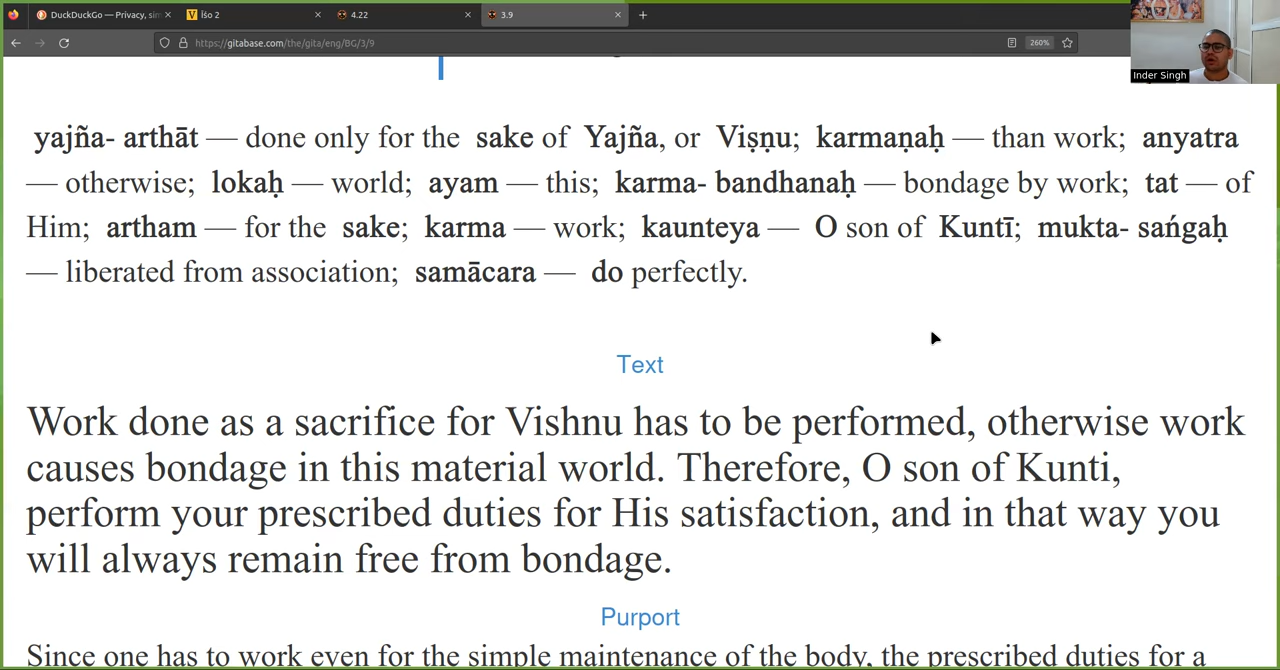 DuckDuckGo — Privacy, sim
Īśo 2
4.22
3.9
https://gitabase.com/the/gita/eng/BG/3/9
260%
Inder Singh
yajña- arthāt — done only for the sake of Yajña, or Viṣṇu; karmaṇaḥ — than work; anyatra
— otherwise; lokaḥ — world; ayam — this; karma- bandhanaḥ — bondage by work; tat — of
Him; artham — for the sake; karma — work; kaunteya — O son of Kuntī; mukta- sańgaḥ
— liberated from association; samācara — do perfectly.
Text
Work done as a sacrifice for Vishnu has to be performed, otherwise work
causes bondage in this material world. Therefore, O son of Kunti,
perform your prescribed duties for His satisfaction, and in that way you
will always remain free from bondage.
Purport
Since one has to work even for the simple maintenance of the body, the prescribed duties for a